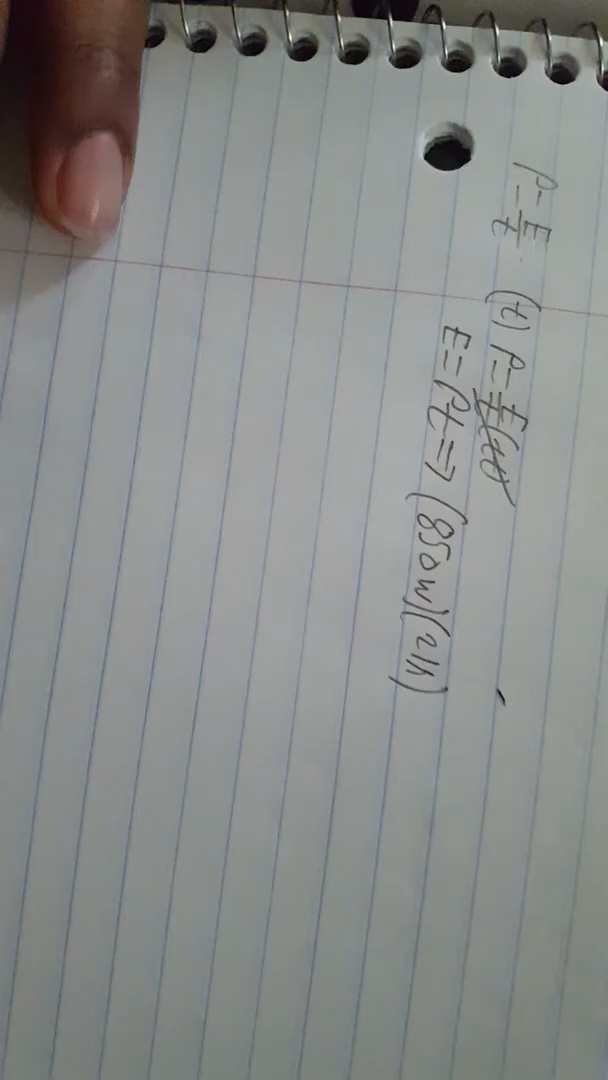 P = E/t (t) P = E/t (t)
E = Pt => (850w)(2h)